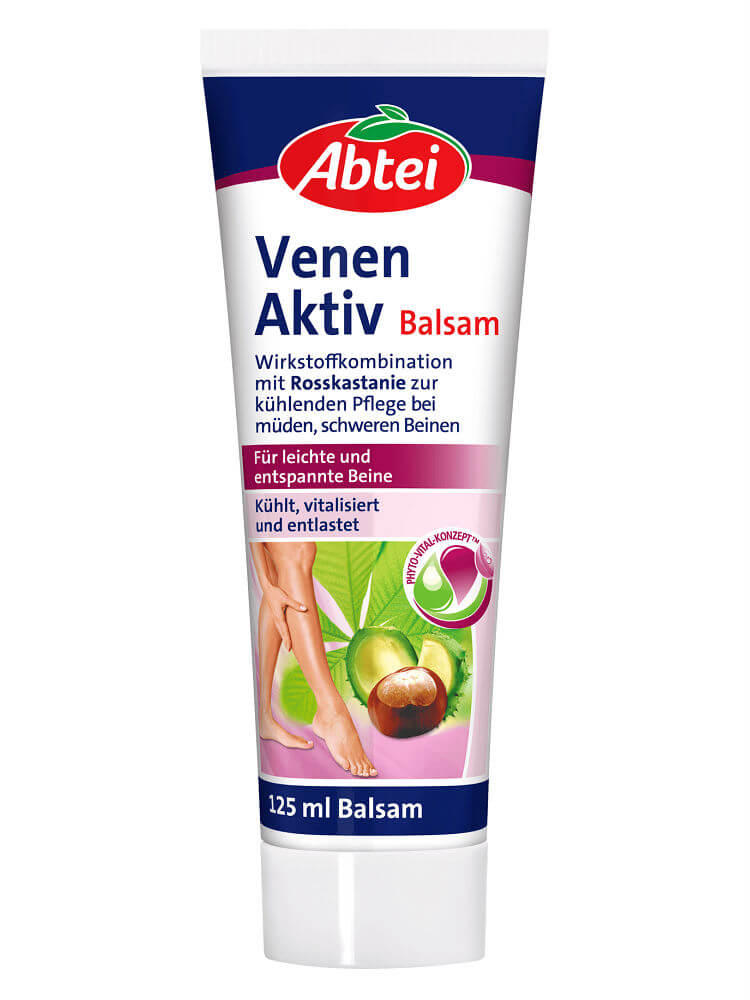 Abtei
Venen
Aktiv Balsam
Wirkstoffkombination
mit Rosskastanie zur
kühlenden Pflege bei
müden, schweren Beinen
Für leichte und
entspannte Beine
Kühlt, vitalisiert
und entlastet
PHYTO-VITAL-KONZEPT™
125 ml Balsam